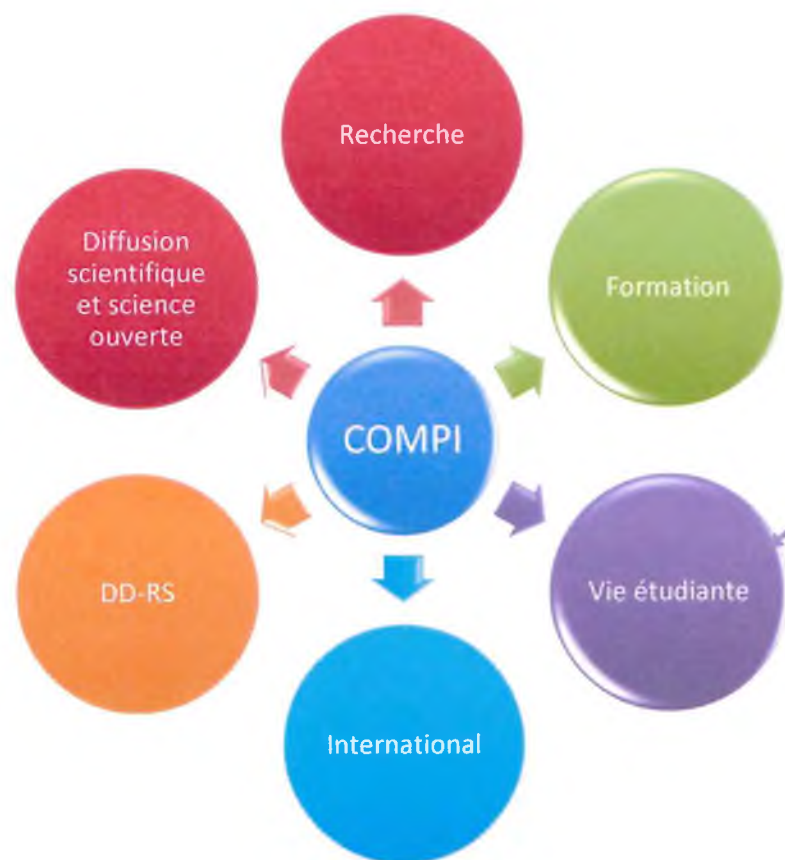 Recherche
Diffusion
scientifique
et science
ouverte
Formation
COMPI
DD-RS
Vie étudiante
International